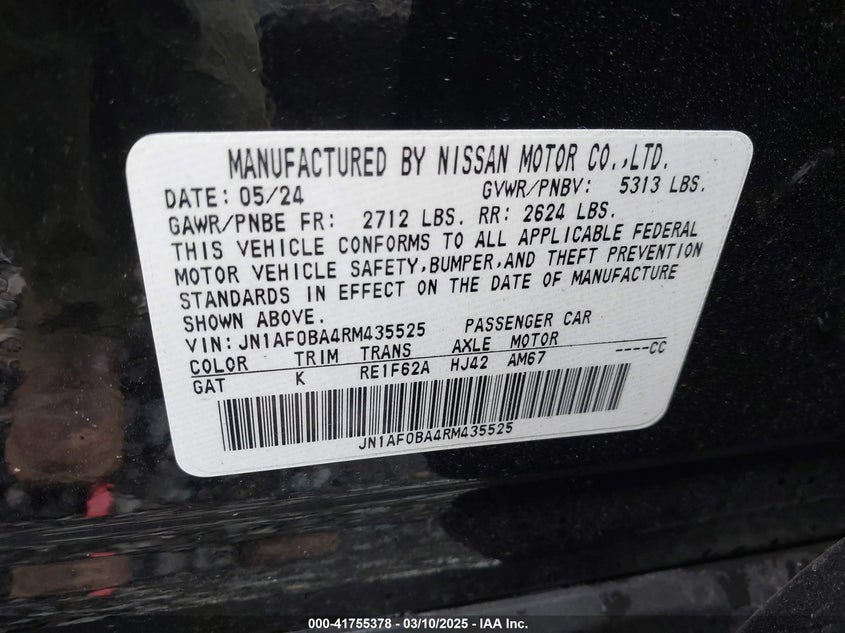 MANUFACTURED BY NISSAN MOTOR CO.,LTD.
DATE: 05/24 GVWR/PNBV: 5313 LBS.
GAWR/PNBE FR: 2712 LBS. RR: 2624 LBS.
THIS VEHICLE CONFORMS TO ALL APPLICABLE FEDERAL
MOTOR VEHICLE SAFETY,BUMPER,AND THEFT PREVENTION
STANDARDS IN EFFECT ON THE DATE OF MANUFACTURE
SHOWN ABOVE.
VIN: JN1AF0BA4RM435525 PASSENGER CAR
COLOR TRIM TRANS AXLE MOTOR
GAT K RE1F62A HJ42 AM67 ----CC
JN1AF0BA4RM435525
000-41755378 - 03/10/2025 - IAA Inc.